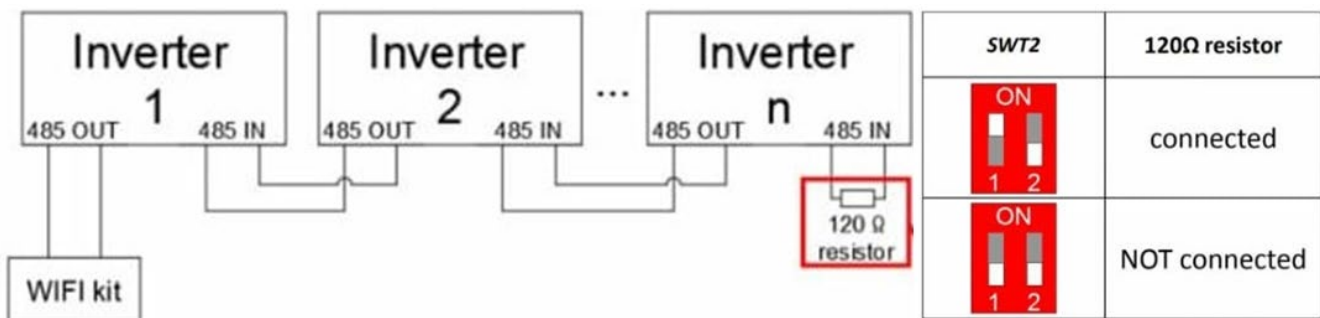 Inverter
1
485 OUT
485 IN
Inverter
2
485 OUT
485 IN
...
Inverter
n
485 OUT
485 IN
120 Ω
resistor
WIFI kit
SWT2
120Ω resistor
ON
1 2
connected
ON
1 2
NOT connected